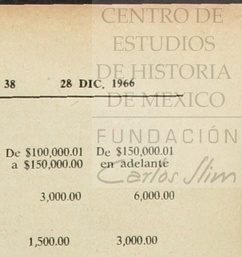 CENTRO DE
ESTUDIOS
DE HISTORIA
DE MEXICO
FUNDACIÓN
Carlos Slim
38 28 DIC. 1966
De $100,000.01 De $150,000.01
a $150,000.00 en adelante
3,000.00 6,000.00
1,500.00 3,000.00